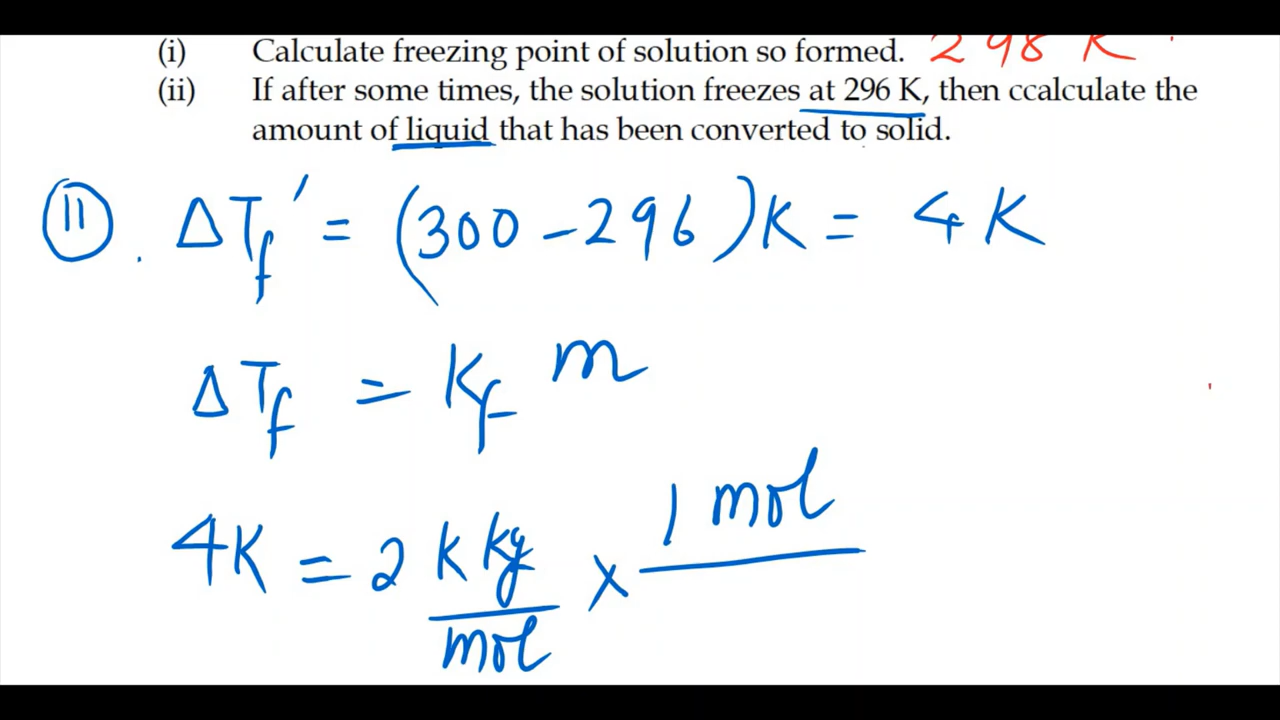 (i) Calculate freezing point of solution so formed. 298 K
(ii) If after some times, the solution freezes at 296 K, then ccalculate the
amount of liquid that has been converted to solid.
II ΔTf' = (300 - 296) K = 4 K
ΔTf = Kf m
4K = 2 K kg/mol × 1 mol/